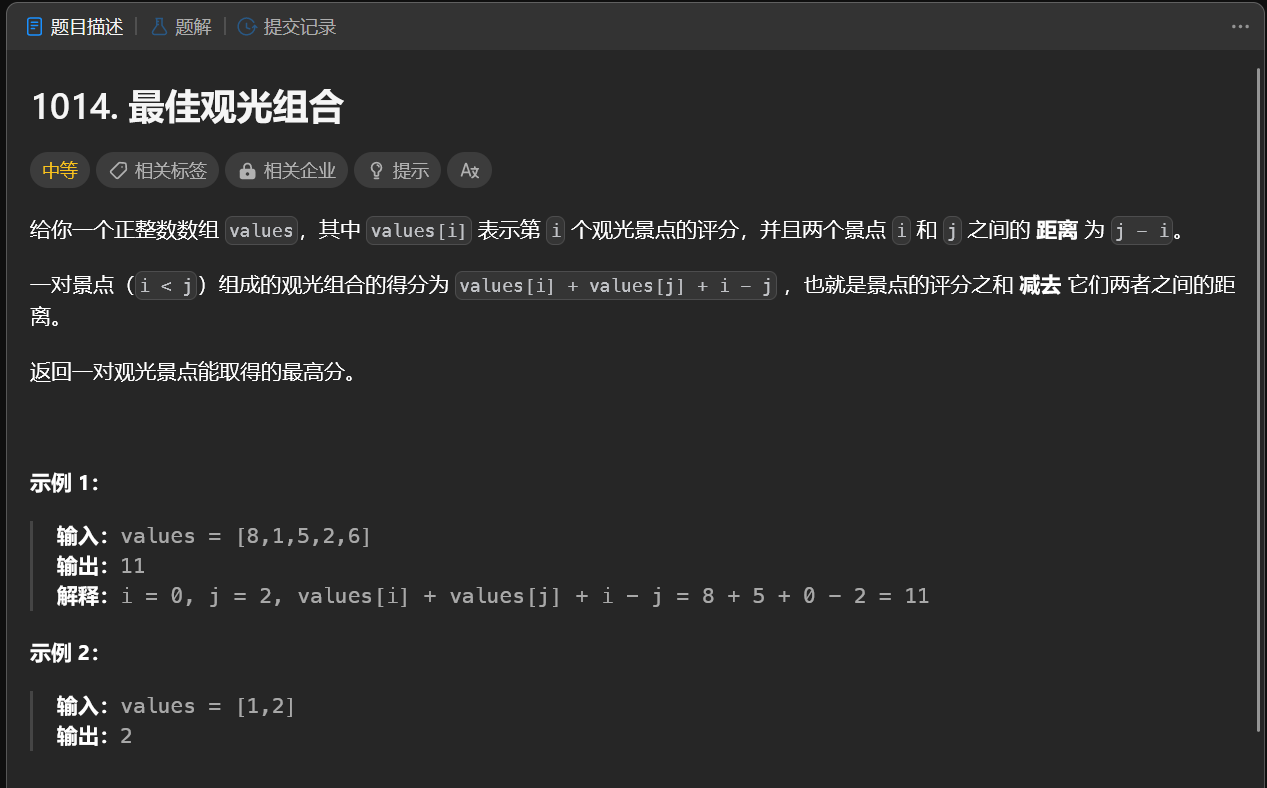 题目描述 题解 提交记录
1014. 最佳观光组合
中等 相关标签 相关企业 提示 Aあ
给你一个正整数数组 values，其中 values[i] 表示第 i 个观光景点的评分，并且两个景点 i 和 j 之间的 距离 为 j - i。
一对景点（i < j）组成的观光组合的得分为 values[i] + values[j] + i - j ，也就是景点的评分之和 减去 它们两者之间的距
离。
返回一对观光景点能取得的最高分。
示例 1：
输入：values = [8,1,5,2,6]
输出：11
解释：i = 0, j = 2, values[i] + values[j] + i - j = 8 + 5 + 0 - 2 = 11
示例 2：
输入：values = [1,2]
输出：2